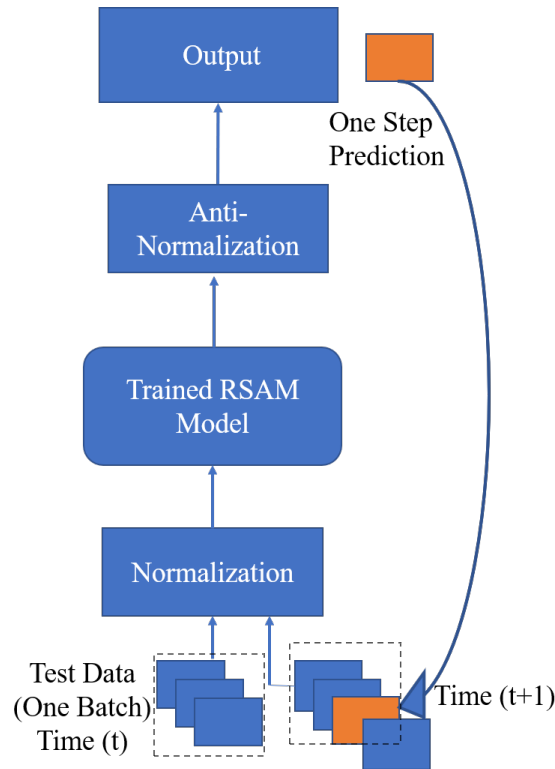 Output
One Step
Prediction
Anti-
Normalization
Trained RSAM
Model
Normalization
Test Data
(One Batch)
Time (t)
Time (t+1)